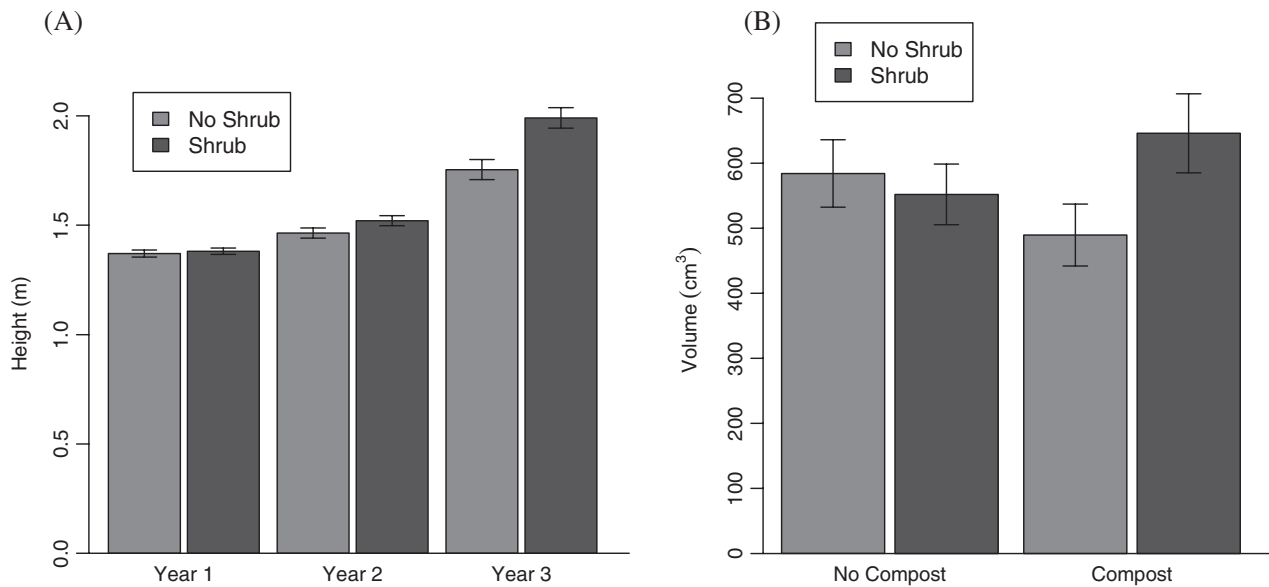 (A)
No Shrub
Shrub
Height (m)
2.0
1.5
1.0
0.5
0.0
Year 1
Year 2
Year 3
(B)
No Shrub
Shrub
Volume (cm³)
700
600
500
400
300
200
100
0
No Compost
Compost